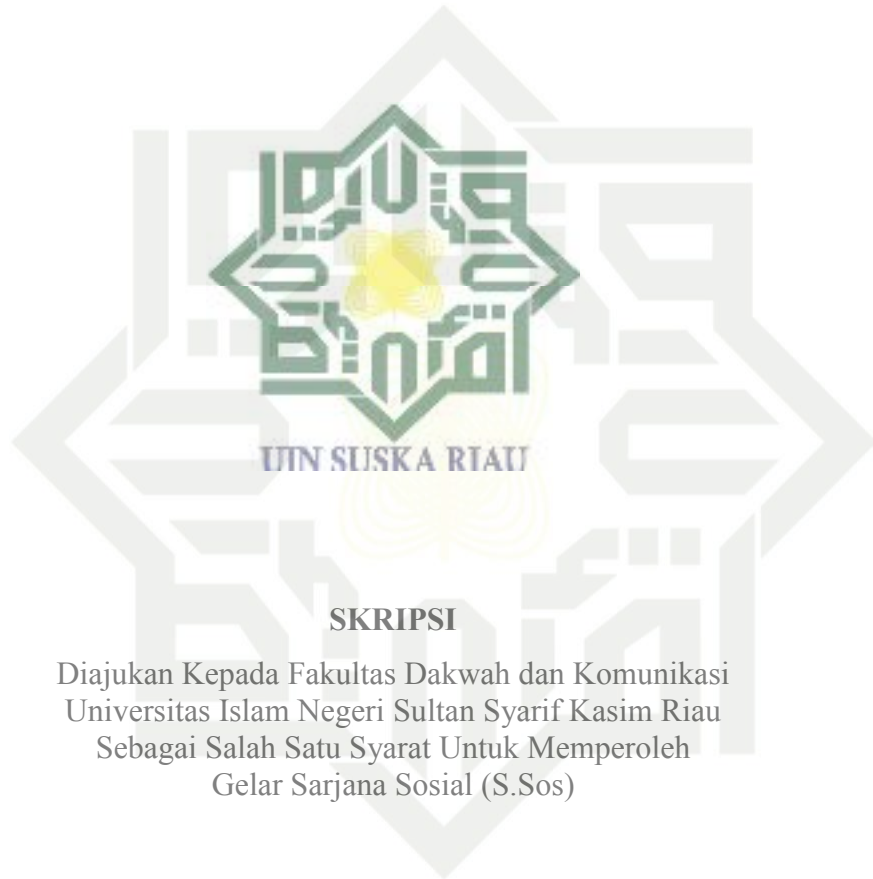 UIN SUSKA RIAU
SKRIPSI
Diajukan Kepada Fakultas Dakwah dan Komunikasi
Universitas Islam Negeri Sultan Syarif Kasim Riau
Sebagai Salah Satu Syarat Untuk Memperoleh
Gelar Sarjana Sosial (S.Sos)